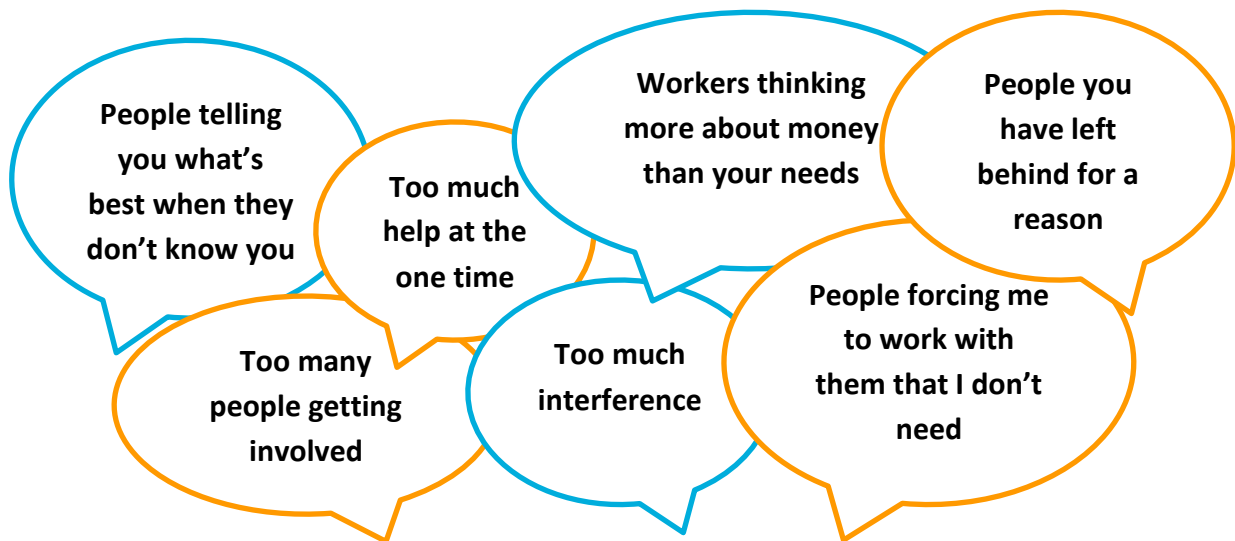 People telling
you what's
best when they
don't know you
Too much
help at the
one time
Workers thinking
more about money
than your needs
People you
have left
behind for a
reason
Too many
people getting
involved
Too much
interference
People forcing me
to work with
them that I don't
need